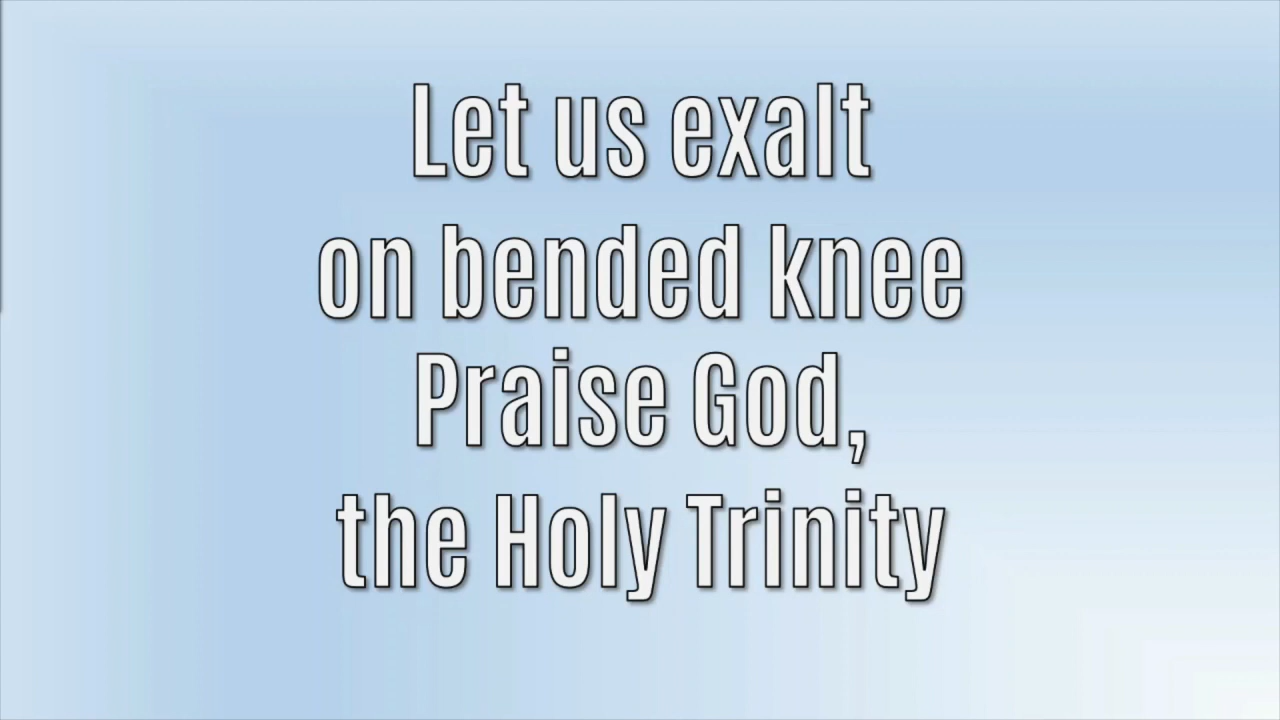 Let us exalt
on bended knee
Praise God,
the Holy Trinity